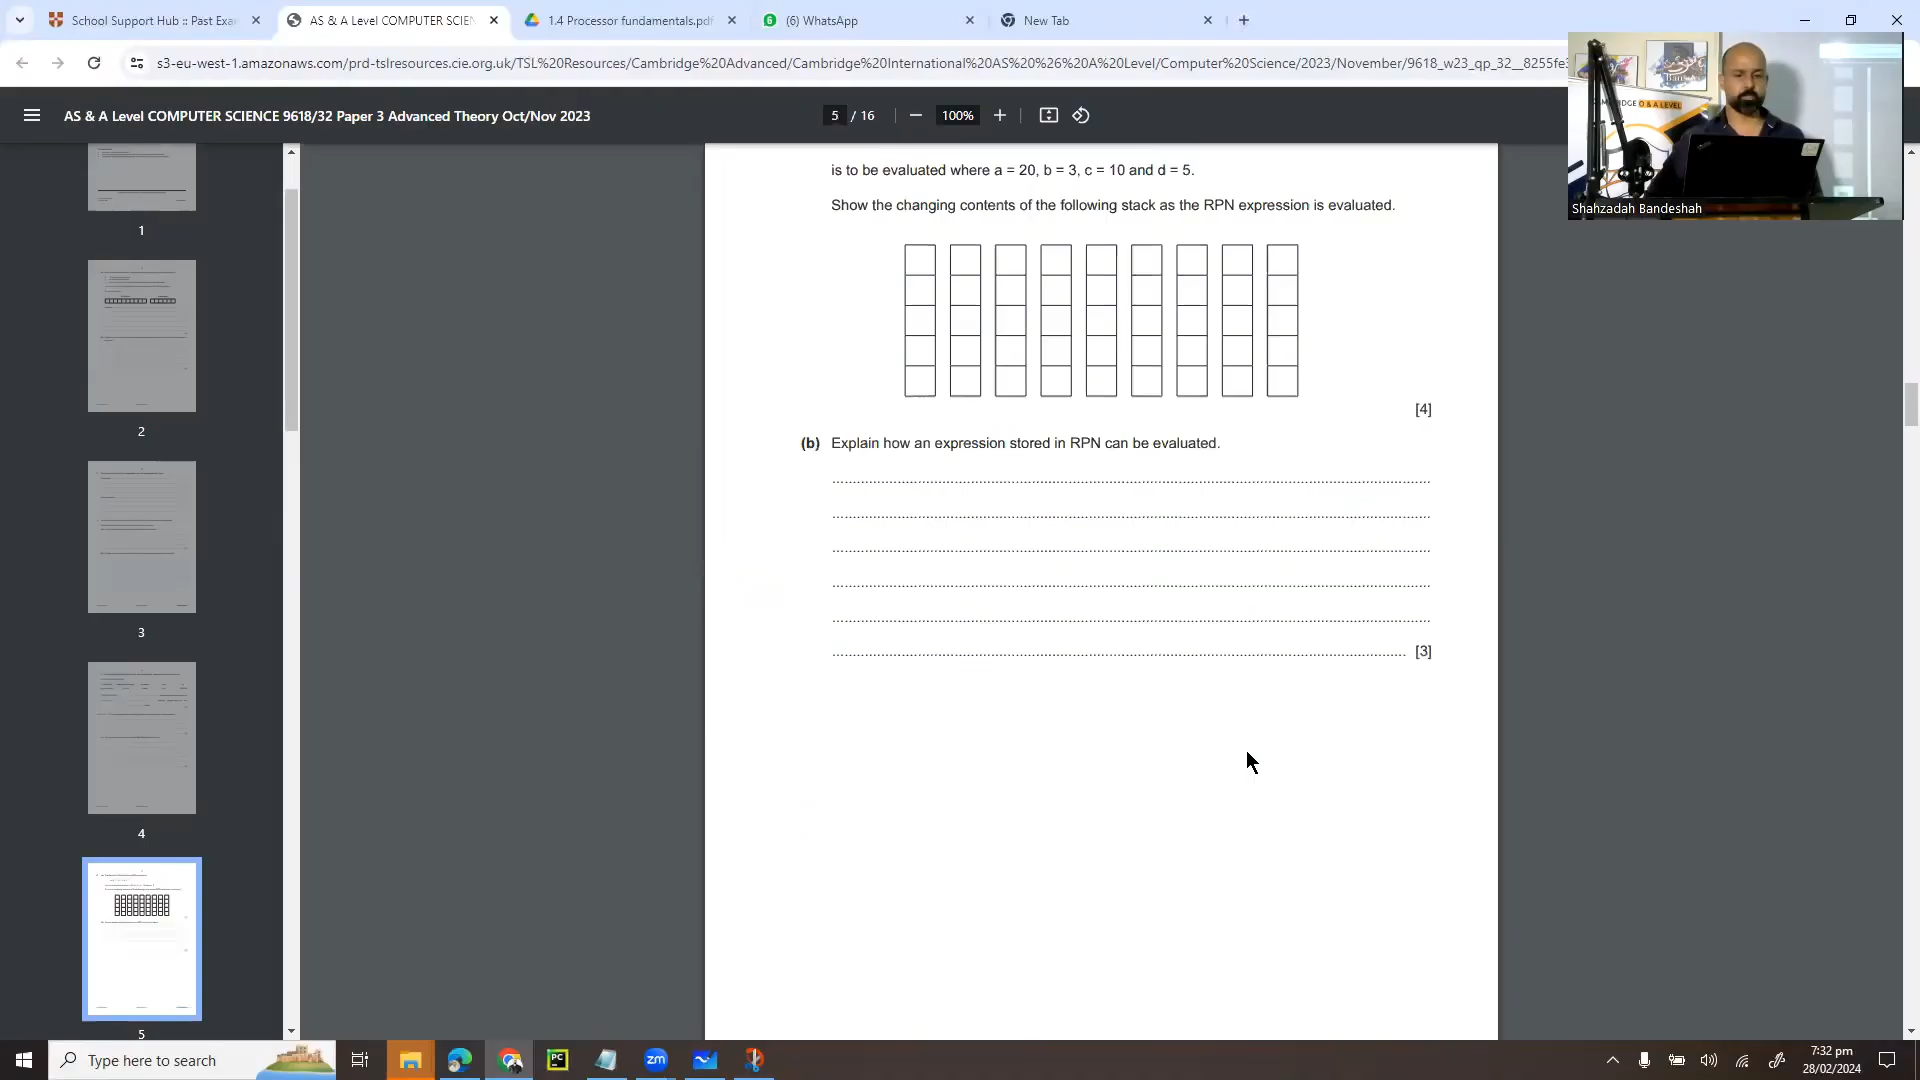 School Support Hub :: Past Exa
AS & A Level COMPUTER SCIEN
1.4 Processor fundamentals.pdf
(6) WhatsApp
New Tab
s3-eu-west-1.amazonaws.com/prd-tslresources.cie.org.uk/TSL%20Resources/Cambridge%20Advanced/Cambridge%20International%20AS%20%26%20A%20Level/Computer%20Science/2023/November/9618_w23_qp_32__8255fe3
AS & A Level COMPUTER SCIENCE 9618/32 Paper 3 Advanced Theory Oct/Nov 2023
5 / 16
100%
O & A LEVEL
Shahzadah Bandeshah
1
2
3
4
5
is to be evaluated where a = 20, b = 3, c = 10 and d = 5.
Show the changing contents of the following stack as the RPN expression is evaluated.
[4]
(b) Explain how an expression stored in RPN can be evaluated.
[3]
Type here to search
PC
zm
7:32 pm
28/02/2024